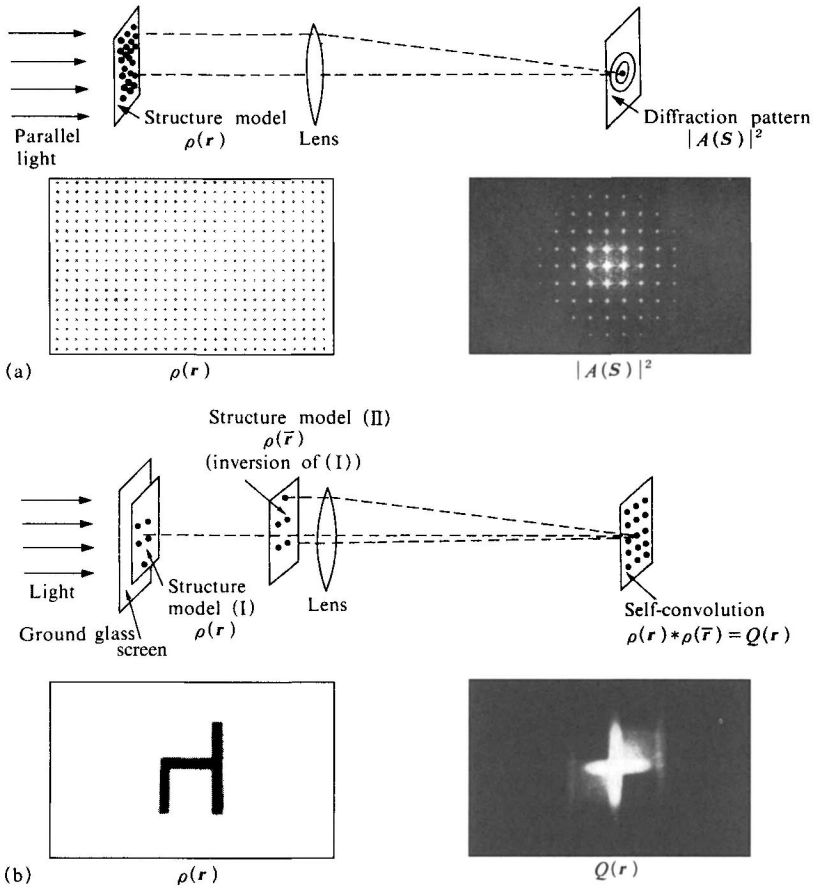 Parallel
light
Structure model
ρ(r)
Lens
Diffraction pattern
|A(S)|²
(a)
ρ(r)
|A(S)|²
Structure model (II)
ρ(r̄)
(inversion of (I))
Light
Ground glass
screen
Structure
model (I)
ρ(r)
Lens
Self-convolution
ρ(r)*ρ(r̄)=Q(r)
(b)
ρ(r)
Q(r)